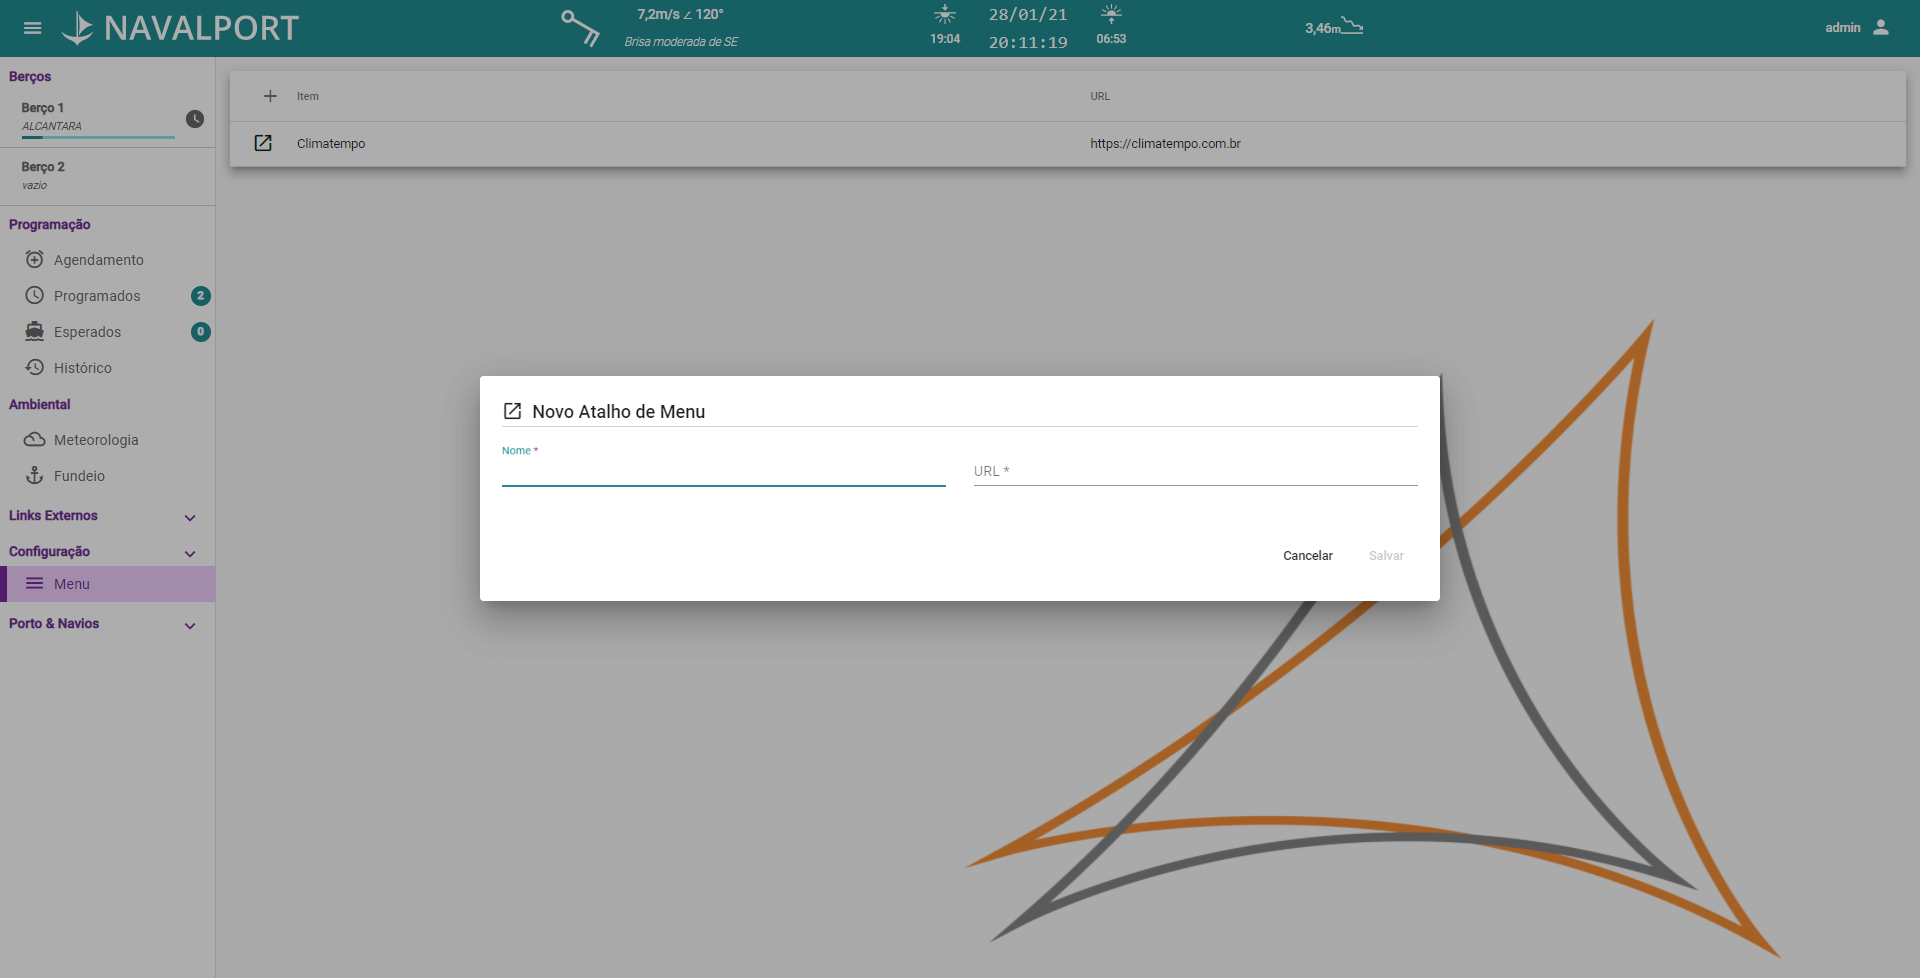 NAVALPORT
7,2m/s ∠ 120°
Brisa moderada de SE
19:04
28/01/21
20:11:19
06:53
3,46m
admin
Berços
Berço 1
ALCANTARA
Berço 2
vazio
Programação
Agendamento
Programados 2
Esperados 0
Histórico
Ambiental
Meteorologia
Fundeio
Links Externos
Configuração
Menu
Porto & Navios
Item URL
Climatempo https://climatempo.com.br
Novo Atalho de Menu
Nome *
URL *
Cancelar Salvar